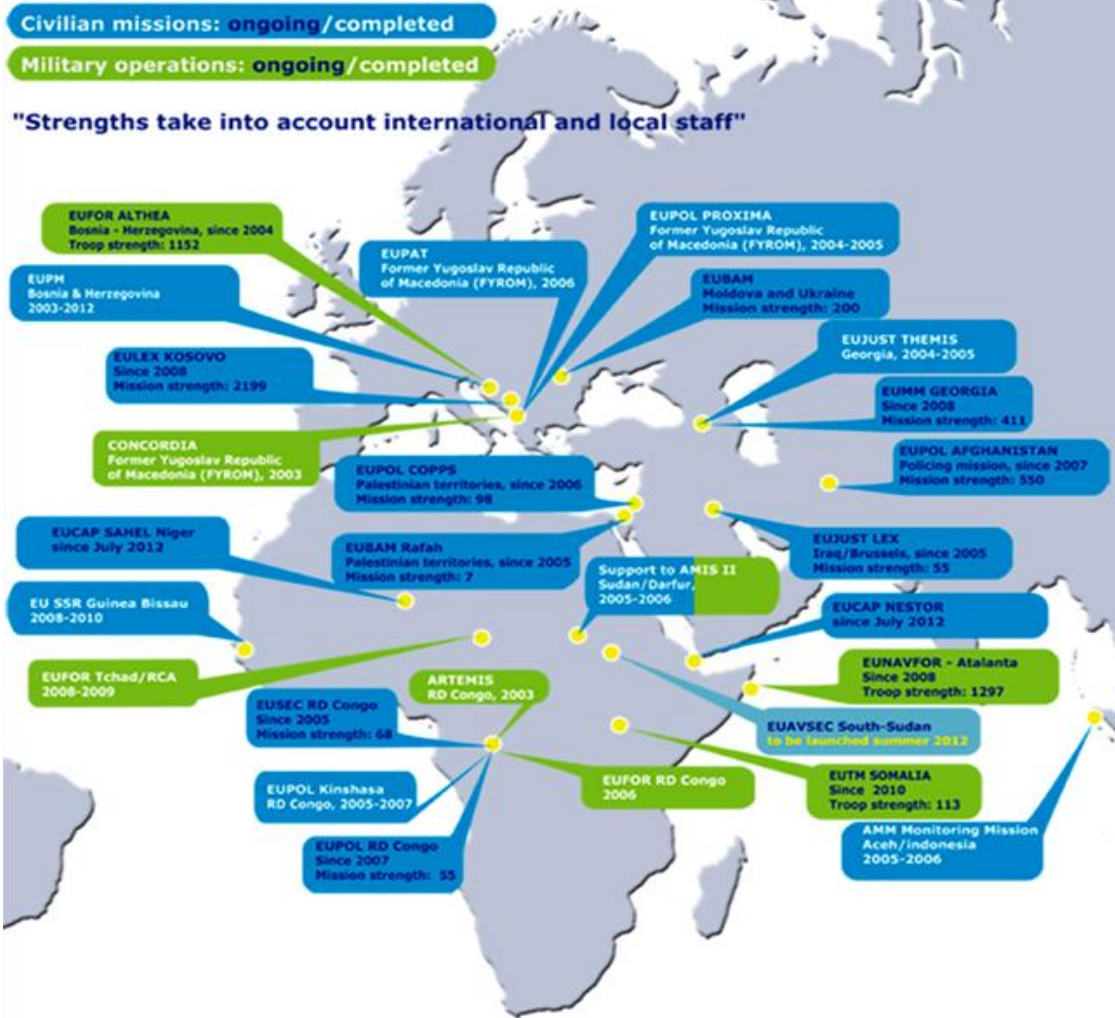 Civilian missions: ongoing/completed
Military operations: ongoing/completed
"Strengths take into account international and local staff"
EUFOR ALTHEA
Bosnia - Herzegovina, since 2004
Troop strength: 1152
EUPOL PROXIMA
Former Yugoslav Republic
of Macedonia (FYROM), 2004-2005
EUPAT
Former Yugoslav Republic
of Macedonia (FYROM), 2006
EUPM
Bosnia & Herzegovina
2003-2012
EUBAM
Moldova and Ukraine
Mission strength: 200
EUJUST THEMIS
Georgia, 2004-2005
EULEX KOSOVO
Since 2008
Mission strength: 2199
EUMM GEORGIA
Since 2008
Mission strength: 411
CONCORDIA
Former Yugoslav Republic
of Macedonia (FYROM), 2003
EUPOL COPPS
Palestinian territories, since 2006
Mission strength: 98
EUPOL AFGHANISTAN
Policing mission, since 2007
Mission strength: 550
EUCAP SAHEL Niger
since July 2012
EUBAM Rafah
Palestinian territories, since 2005
Mission strength: 7
EUJUST LEX
Iraq/Brussels, since 2005
Mission strength: 55
Support to AMIS II
Sudan/Darfur,
2005-2006
EU SSR Guinea Bissau
2008-2010
EUCAP NESTOR
since July 2012
EUFOR Tchad/RCA
2008-2009
ARTEMIS
RD Congo, 2003
EUNAVFOR - Atalanta
Since 2008
Troop strength: 1297
EUSEC RD Congo
Since 2005
Mission strength: 68
EUAVSEC South-Sudan
to be launched summer 2012
EUPOL Kinshasa
RD Congo, 2005-2007
EUFOR RD Congo
2006
EUTM SOMALIA
Since 2010
Troop strength: 113
EUPOL RD Congo
Since 2007
Mission strength: 55
AMM Monitoring Mission
Aceh/indonesia
2005-2006